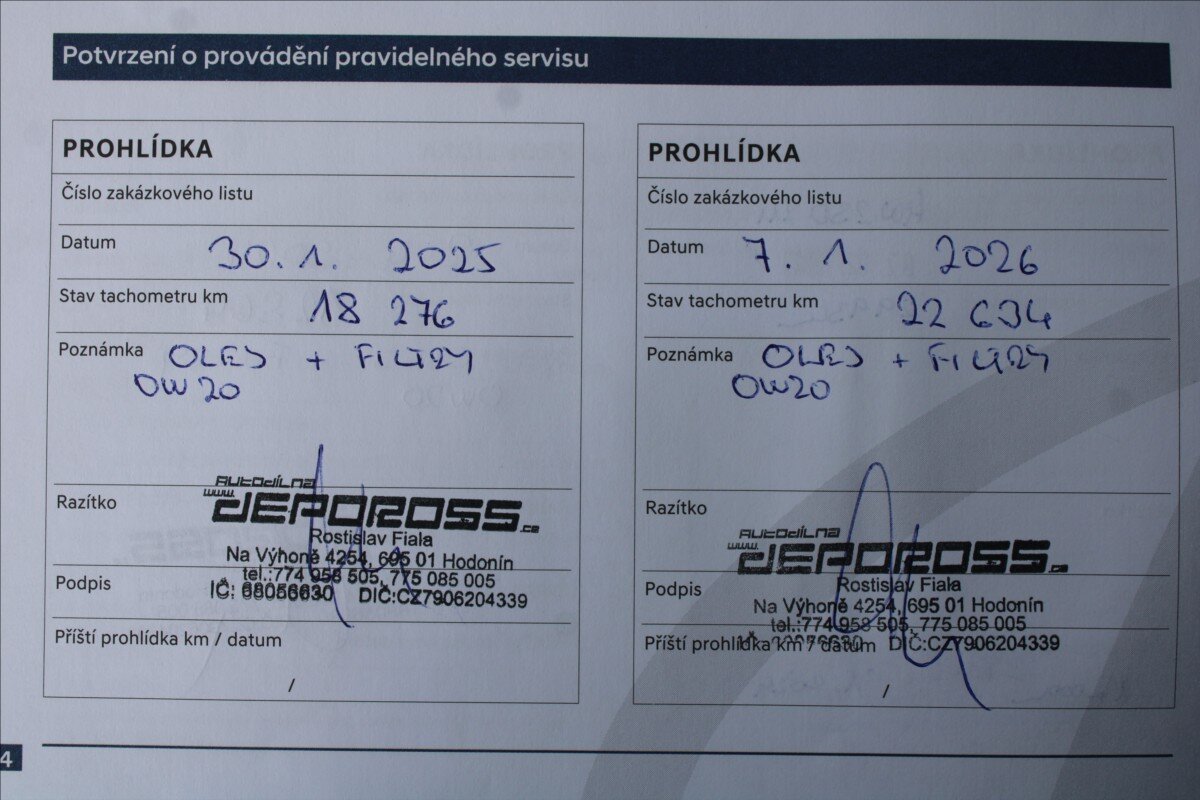 Potvrzení o provádění pravidelného servisu
PROHLÍDKA
Číslo zakázkového listu
Datum 30. 1. 2025
Stav tachometru km 18 276
Poznámka OLEJ + FILTRY
OW20
Razítko
AUTODÍLNA
www.DEPOROSS.cz
Rostislav Fiala
Na Výhoně 4254, 695 01 Hodonín
tel.:774 958 505, 775 085 005
Podpis
IČ: 68056630 DIČ:CZ7906204339
Příští prohlídka km / datum
/
PROHLÍDKA
Číslo zakázkového listu
Datum 7. 1. 2026
Stav tachometru km 22 634
Poznámka OLEJ + FILTRY
OW20
Razítko
AUTODÍLNA
www.DEPOROSS.cz
Podpis
Rostislav Fiala
Na Výhoně 4254, 695 01 Hodonín
tel.:774 958 505, 775 085 005
Příští prohlídka km / datum
DIČ:CZ7906204339
/
4